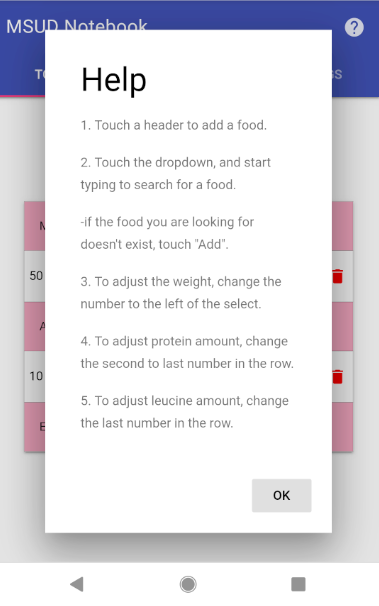 MSUD Notebook
Help
1. Touch a header to add a food.
2. Touch the dropdown, and start
typing to search for a food.
-if the food you are looking for
doesn't exist, touch "Add".
3. To adjust the weight, change the
number to the left of the select.
4. To adjust protein amount, change
the second to last number in the row.
5. To adjust leucine amount, change
the last number in the row.
50
10
OK